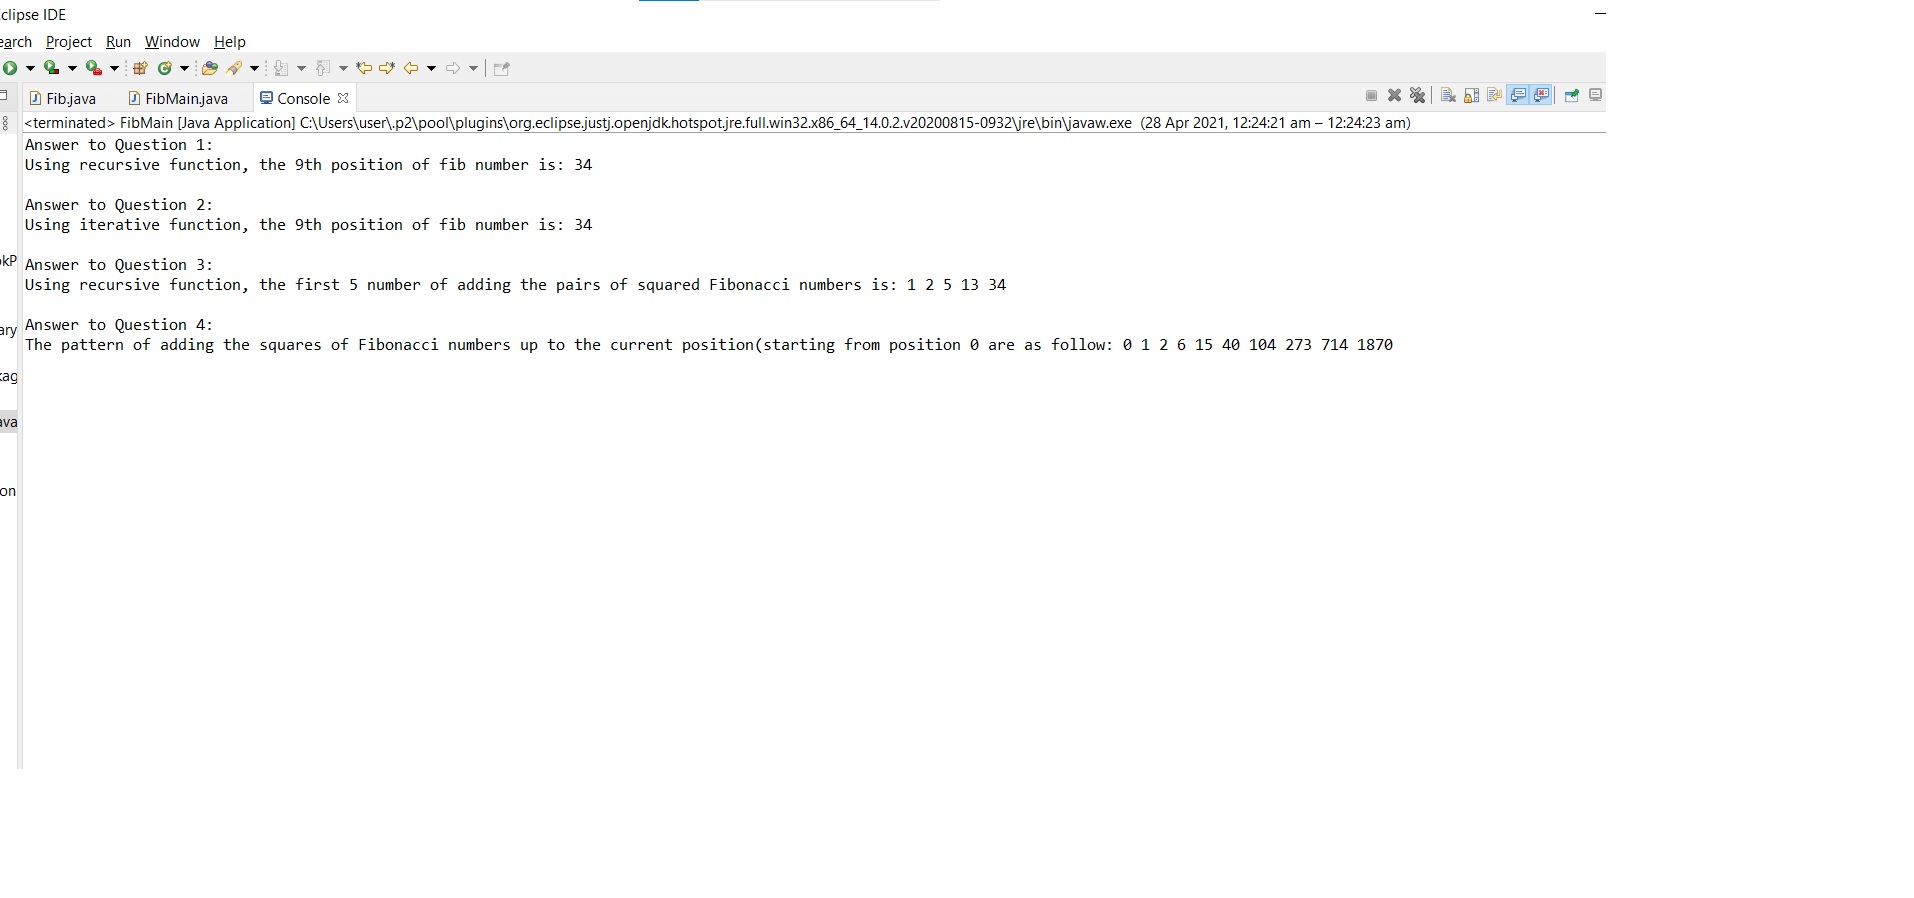 clipse IDE
earch Project Run Window Help
Fib.java FibMain.java Console
<terminated> FibMain [Java Application] C:\Users\user\.p2\pool\plugins\org.eclipse.justj.openjdk.hotspot.jre.full.win32.x86_64_14.0.2.v20200815-0932\jre\bin\javaw.exe (28 Apr 2021, 12:24:21 am – 12:24:23 am)
Answer to Question 1:
Using recursive function, the 9th position of fib number is: 34
Answer to Question 2:
Using iterative function, the 9th position of fib number is: 34
okP
Answer to Question 3:
Using recursive function, the first 5 number of adding the pairs of squared Fibonacci numbers is: 1 2 5 13 34
ary
Answer to Question 4:
The pattern of adding the squares of Fibonacci numbers up to the current position(starting from position 0 are as follow: 0 1 2 6 15 40 104 273 714 1870
kag
ava
on